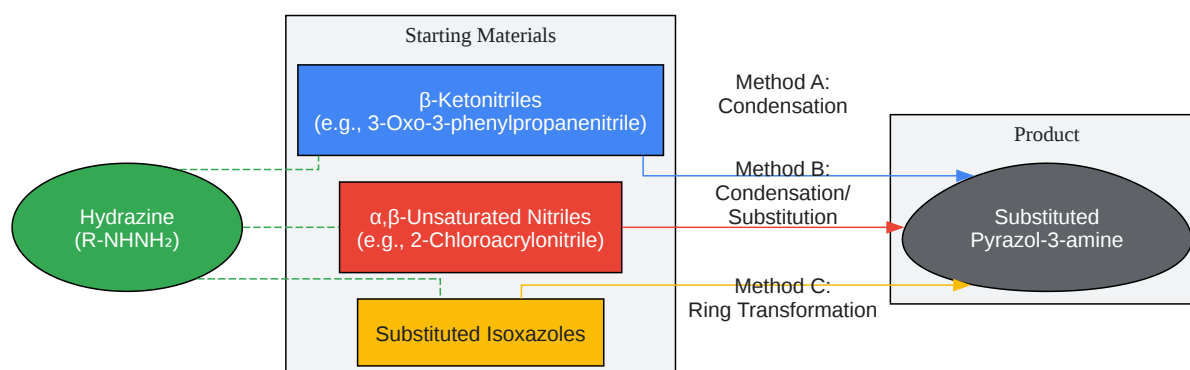 Starting Materials
β-Ketonitriles
(e.g., 3-Oxo-3-phenylpropanenitrile)
Method A:
Condensation
Product
Hydrazine
(R-NHNH₂)
α,β-Unsaturated Nitriles
(e.g., 2-Chloroacrylonitrile)
Method B:
Condensation/
Substitution
Substituted
Pyrazol-3-amine
Substituted Isoxazoles
Method C:
Ring Transformation